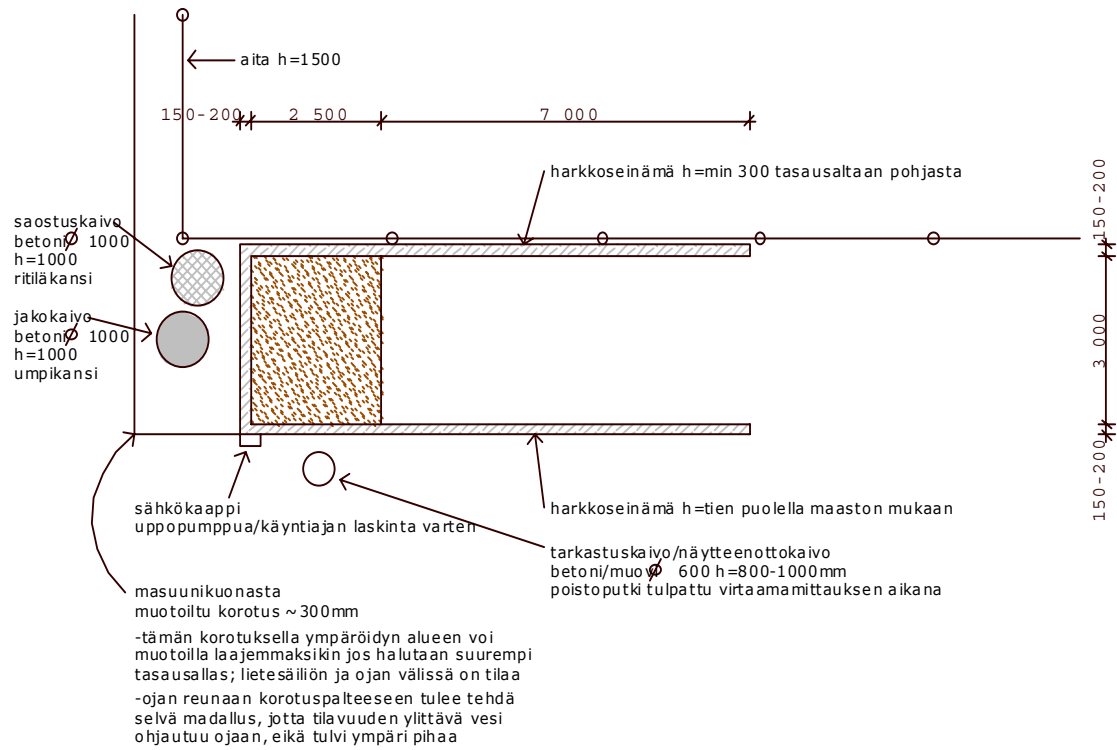 aita h=1500
150-200
2 500
7 000
harkkoseinämä h=min 300 tasausaltaan pohjasta
150-200
saostuskaivo
betoni Ø 1000
h=1000
ritiläkansi
jakokaivo
betoni Ø 1000
h=1000
umpikansi
3 000
150-200
sähkökaappi
uppopumppua/käyntiajan laskinta varten
harkkoseinämä h=tien puolella maaston mukaan
tarkastuskaivo/näytteenottokaivo
betoni/muovi Ø 600 h=800-1000mm
poistoputki tulpattu virtaamamittauksen aikana
masuunikuonasta
muotoiltu korotus ~300mm
-tämän korotuksella ympäröidyn alueen voi
muotoilla laajemmaksikin jos halutaan suurempi
tasausallas; lietesäiliön ja ojan välissä on tilaa
-ojan reunaan korotuspalteeseen tulee tehdä
selvä madallus, jotta tilavuuden ylittävä vesi
ohjautuu ojaan, eikä tulvi ympäri pihaa